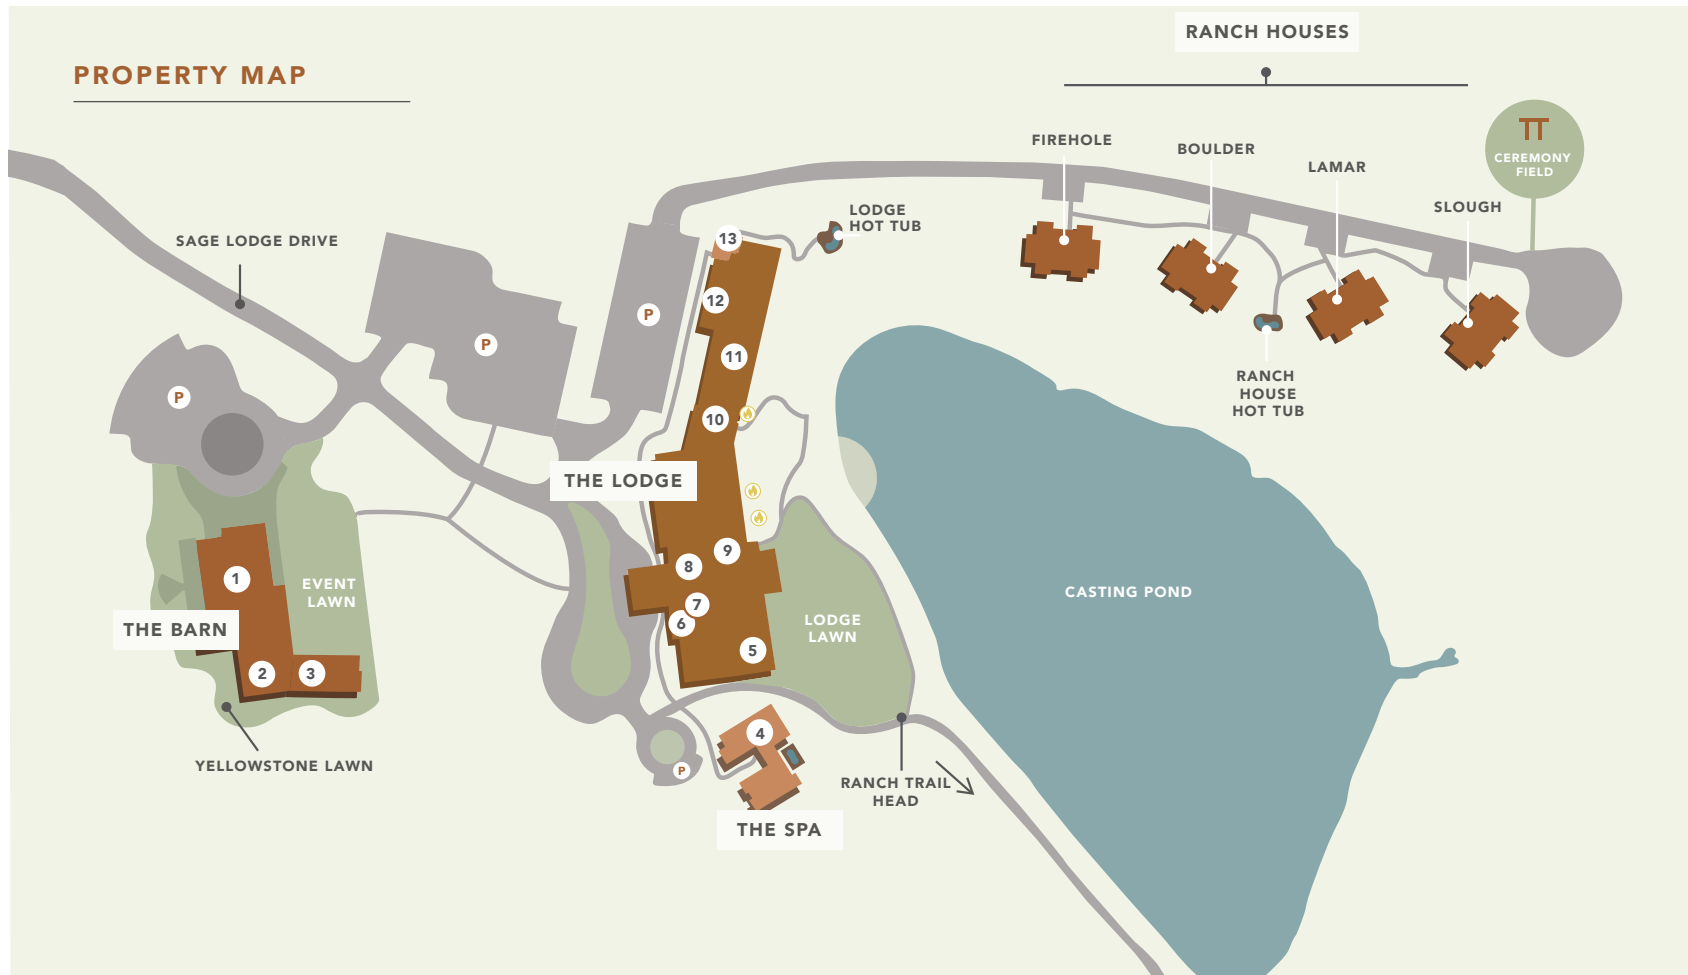 RANCH HOUSES
PROPERTY MAP
FIREHOLE
BOULDER
LAMAR
SLOUGH
CEREMONY
FIELD
LODGE
HOT TUB
SAGE LODGE DRIVE
13
12
P
P
11
P
10
RANCH
HOUSE
HOT TUB
THE LODGE
9
8
7
6
5
1
EVENT
LAWN
THE BARN
2
3
LODGE
LAWN
CASTING POND
YELLOWSTONE LAWN
4
P
RANCH TRAIL
HEAD
THE SPA